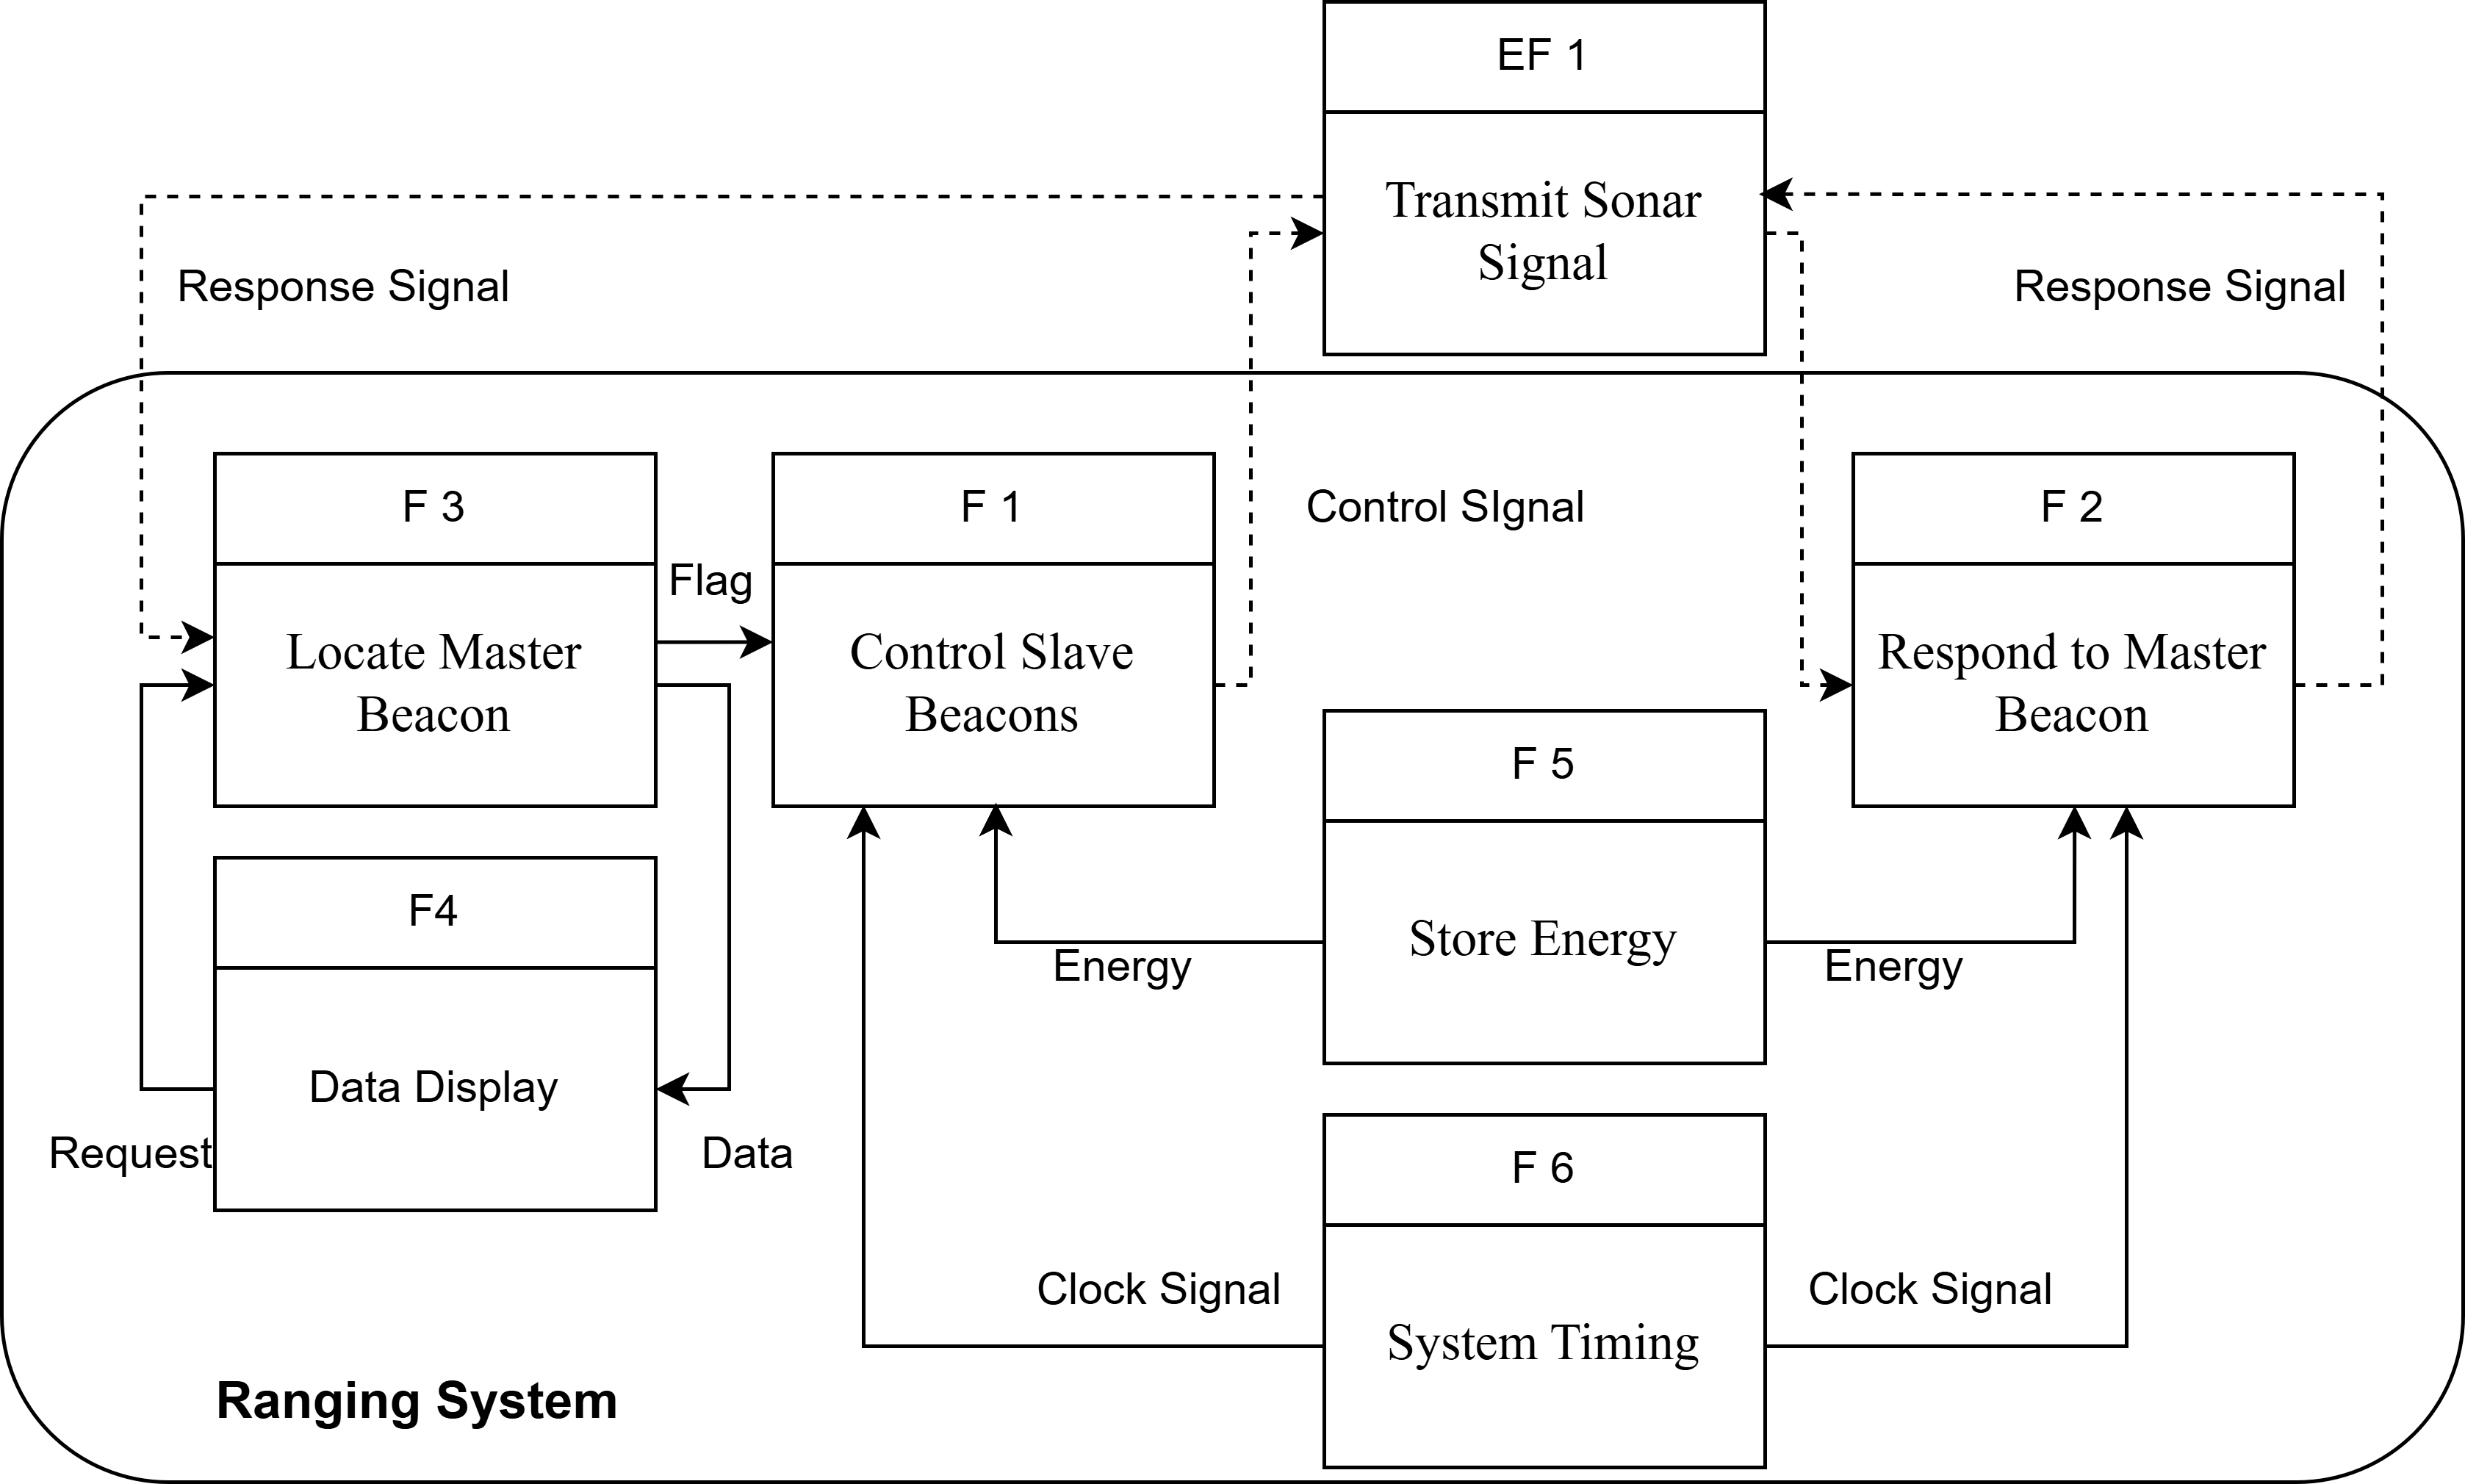 EF 1
Transmit Sonar
Signal
Response Signal
Response Signal
F 3
F 1
Control SIgnal
F 2
Flag
Locate Master
Beacon
Control Slave
Beacons
Respond to Master
Beacon
F 5
F4
Store Energy
Energy
Energy
Data Display
Request
Data
F 6
Clock Signal
Clock Signal
System Timing
Ranging System